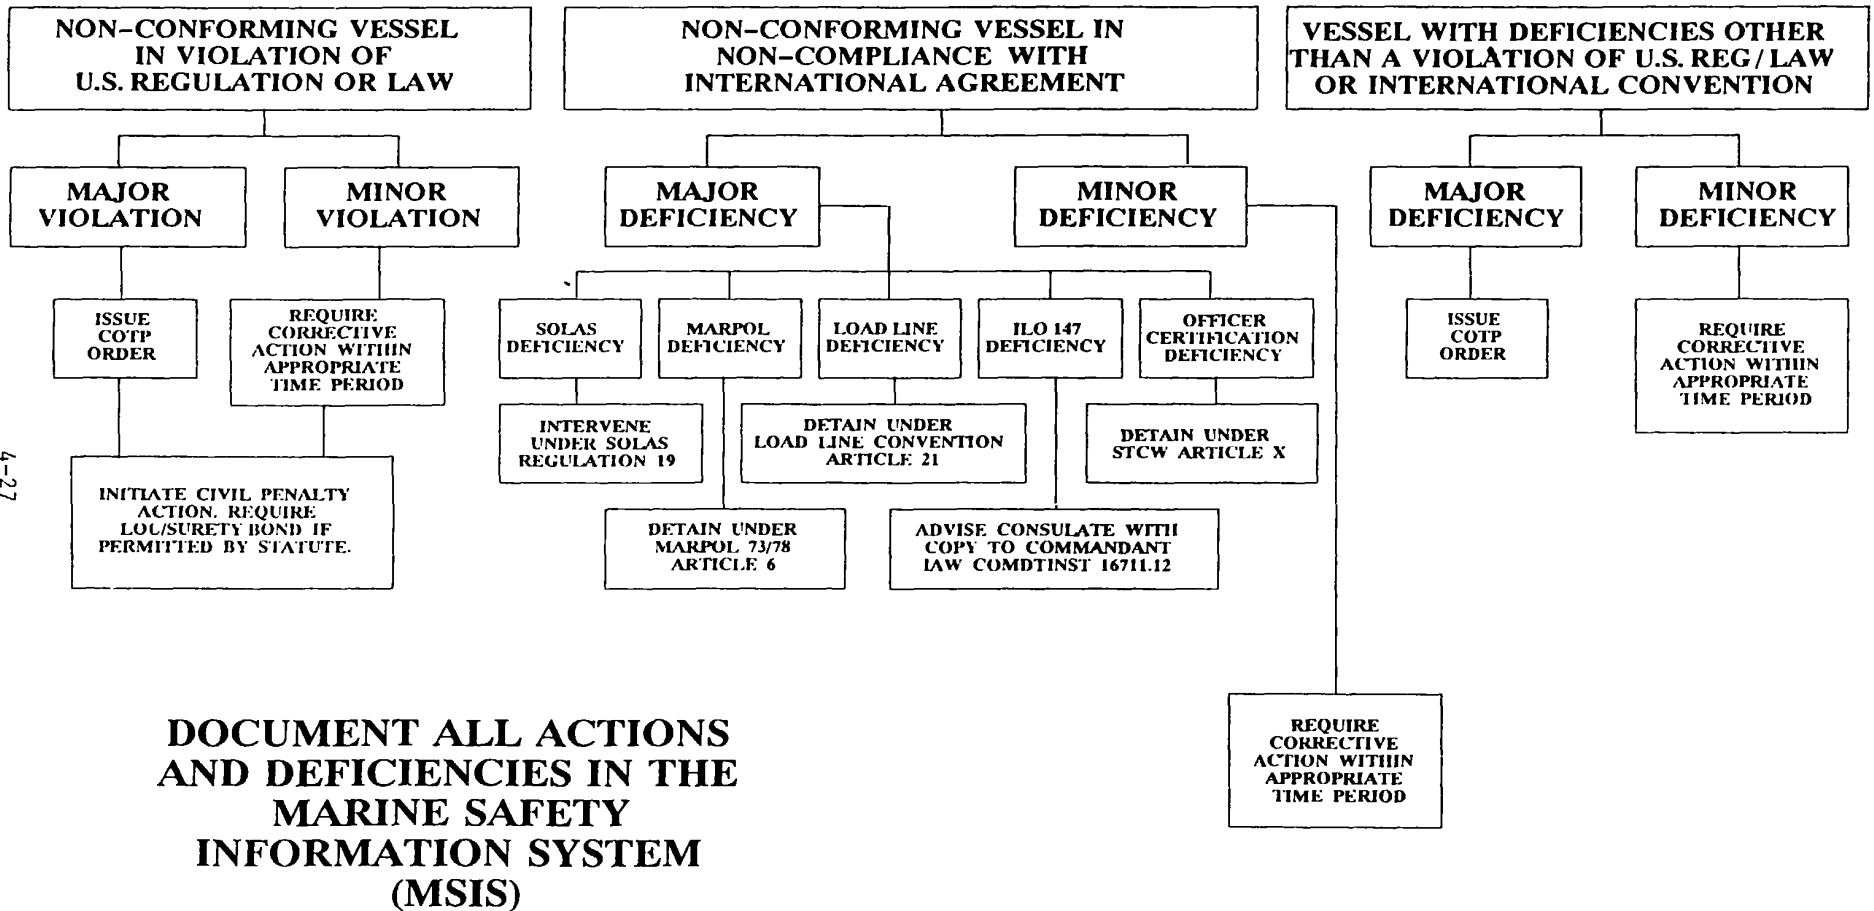 NON-CONFORMING VESSEL
IN VIOLATION OF
U.S. REGULATION OR LAW
NON-CONFORMING VESSEL IN
NON-COMPLIANCE WITH
INTERNATIONAL AGREEMENT
VESSEL WITH DEFICIENCIES OTHER
THAN A VIOLATION OF U.S. REG/LAW
OR INTERNATIONAL CONVENTION
MAJOR
VIOLATION
MINOR
VIOLATION
MAJOR
DEFICIENCY
MINOR
DEFICIENCY
MAJOR
DEFICIENCY
MINOR
DEFICIENCY
ISSUE
COTP
ORDER
REQUIRE
CORRECTIVE
ACTION WITHIN
APPROPRIATE
TIME PERIOD
SOLAS
DEFICIENCY
MARPOL
DEFICIENCY
LOAD LINE
DEFICIENCY
ILO 147
DEFICIENCY
OFFICER
CERTIFICATION
DEFICIENCY
ISSUE
COTP
ORDER
REQUIRE
CORRECTIVE
ACTION WITHIN
APPROPRIATE
TIME PERIOD
INTERVENE
UNDER SOLAS
REGULATION 19
DETAIN UNDER
LOAD LINE CONVENTION
ARTICLE 21
DETAIN UNDER
STCW ARTICLE X
INITIATE CIVIL PENALTY
ACTION. REQUIRE
LOU/SURETY BOND IF
PERMITTED BY STATUTE.
DETAIN UNDER
MARPOL 73/78
ARTICLE 6
ADVISE CONSULATE WITH
COPY TO COMMANDANT
IAW COMDTINST 16711.12
REQUIRE
CORRECTIVE
ACTION WITHIN
APPROPRIATE
TIME PERIOD
DOCUMENT ALL ACTIONS
AND DEFICIENCIES IN THE
MARINE SAFETY
INFORMATION SYSTEM
(MSIS)
4-27